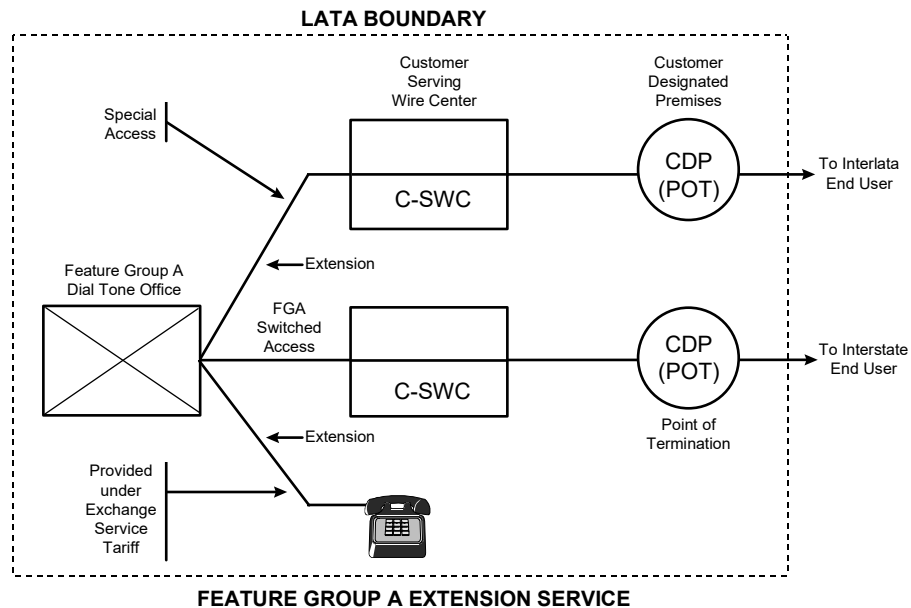 LATA BOUNDARY
Customer
Serving
Wire Center
Customer
Designated
Premises
Special
Access
C-SWC
CDP
(POT)
To Interlata
End User
Extension
Feature Group A
Dial Tone Office
FGA
Switched
Access
C-SWC
CDP
(POT)
To Interstate
End User
Point of
Termination
Extension
Provided
under
Exchange
Service
Tariff
FEATURE GROUP A EXTENSION SERVICE